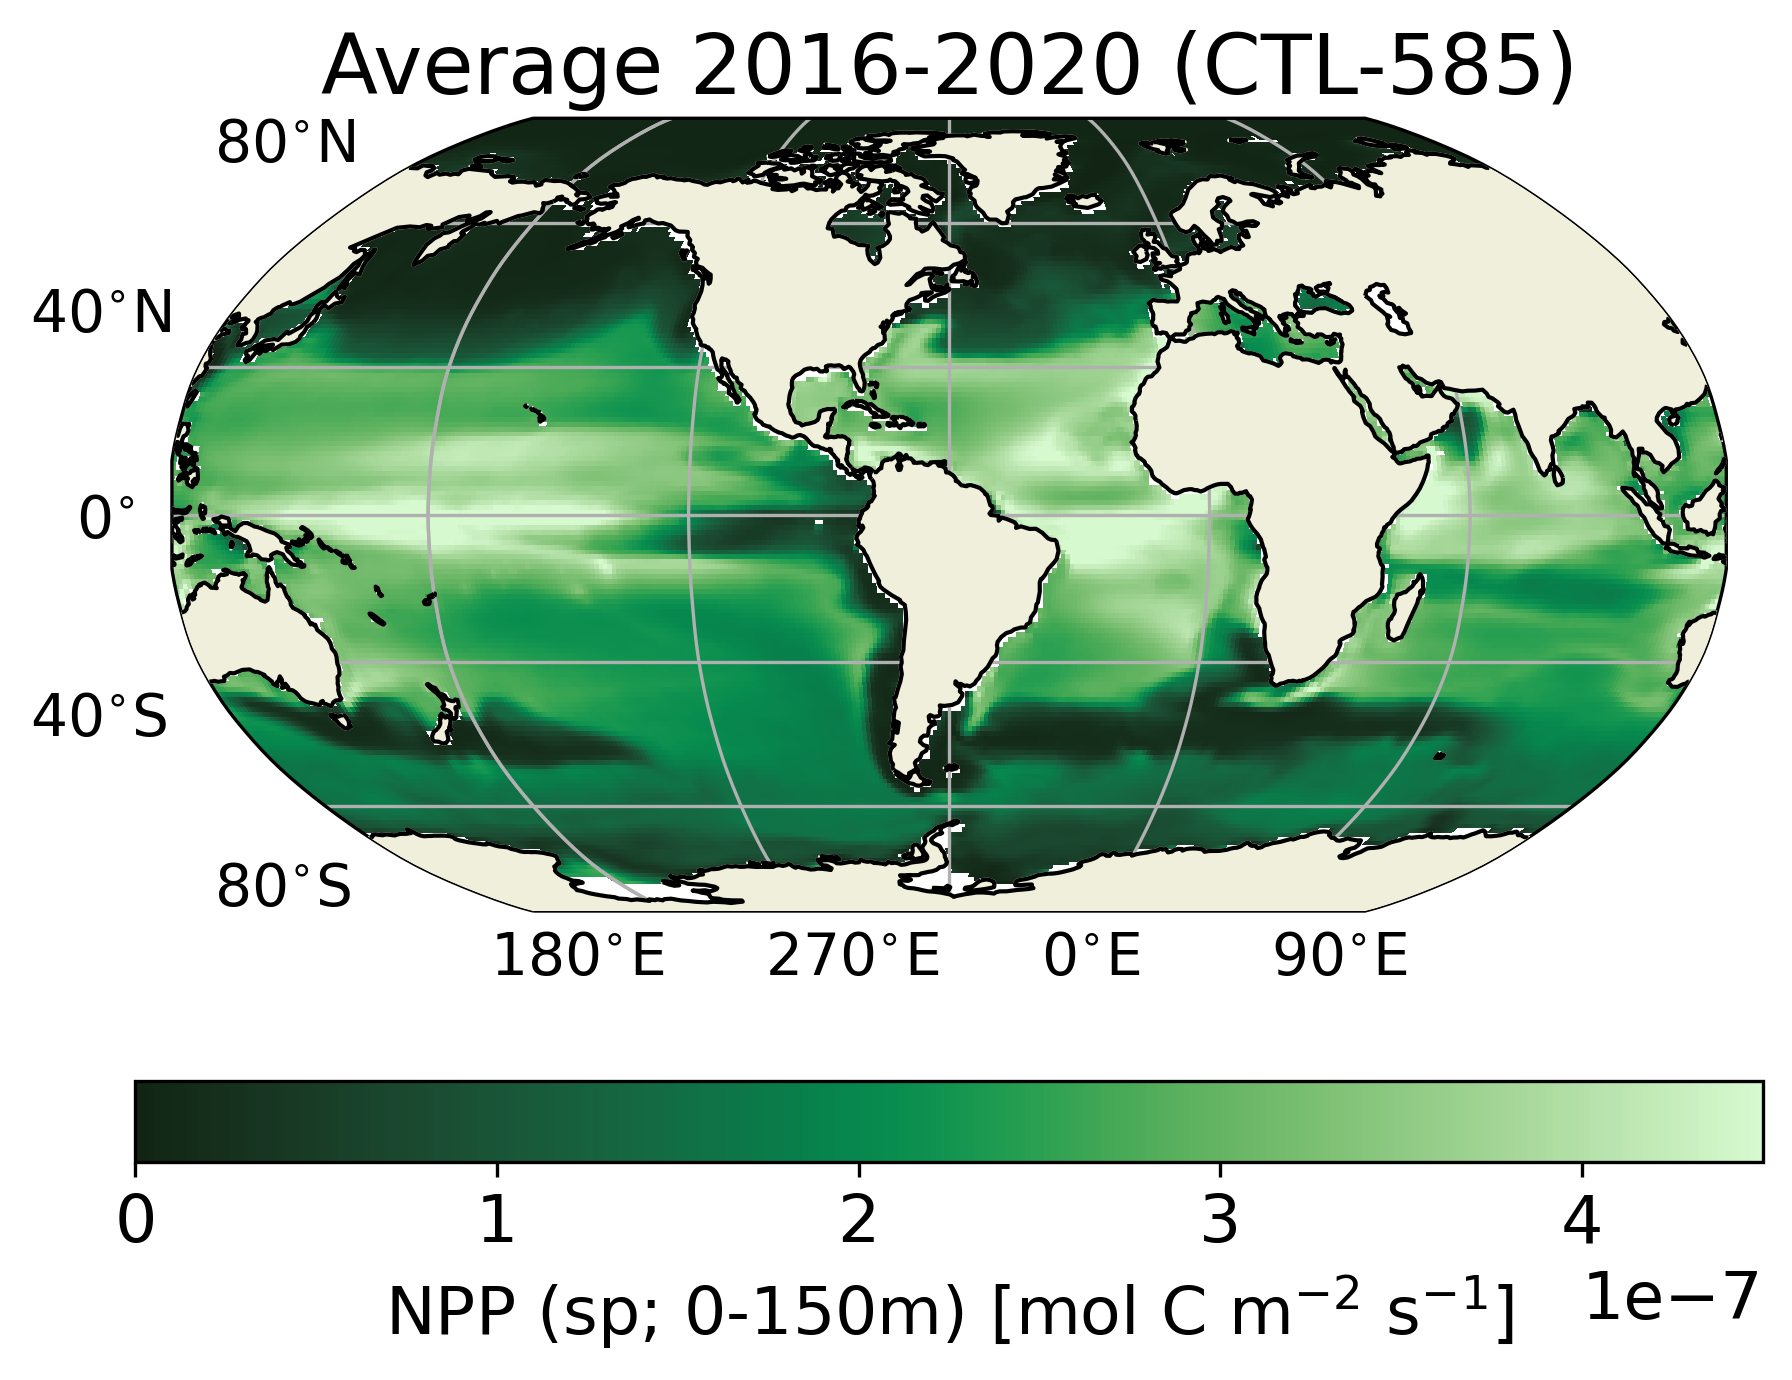 Average 2016-2020 (CTL-585)
80°N
40°N
0°
40°S
80°S
180°E 270°E 0°E 90°E
0 1 2 3 4
1e−7
NPP (sp; 0-150m) [mol C m⁻² s⁻¹]